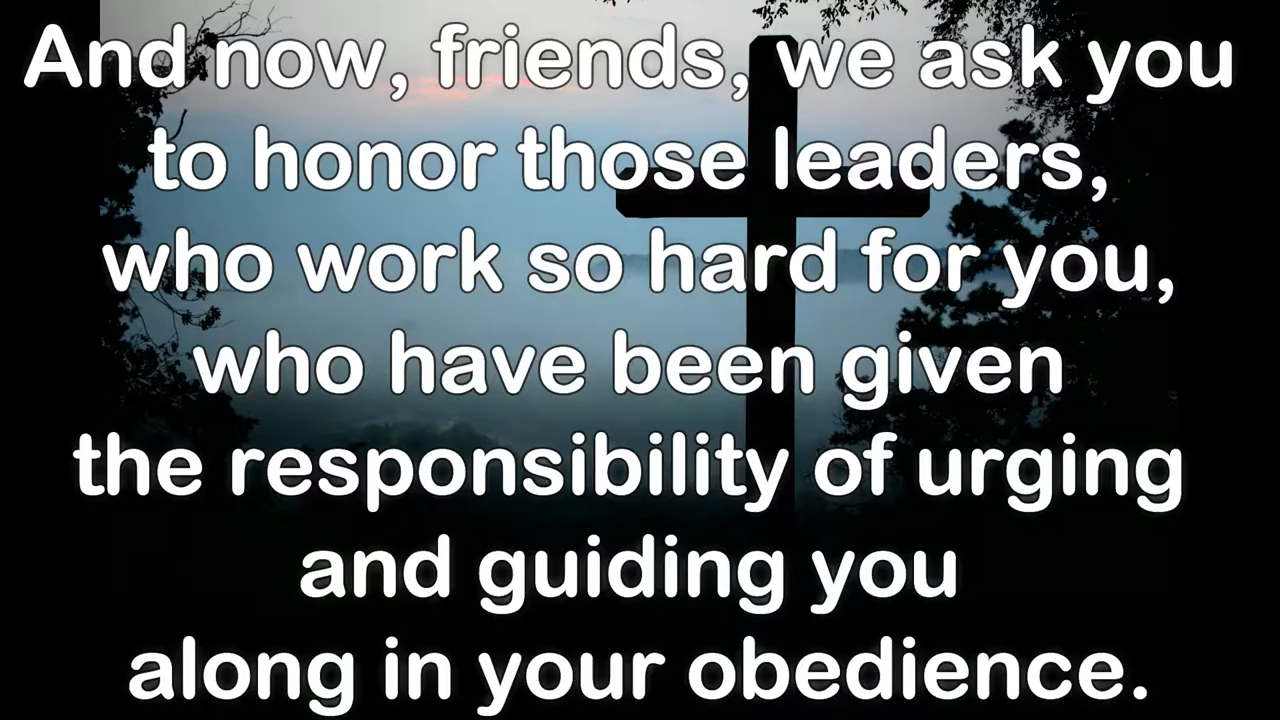 And now, friends, we ask you
to honor those leaders,
who work so hard for you,
who have been given
the responsibility of urging
and guiding you
along in your obedience.